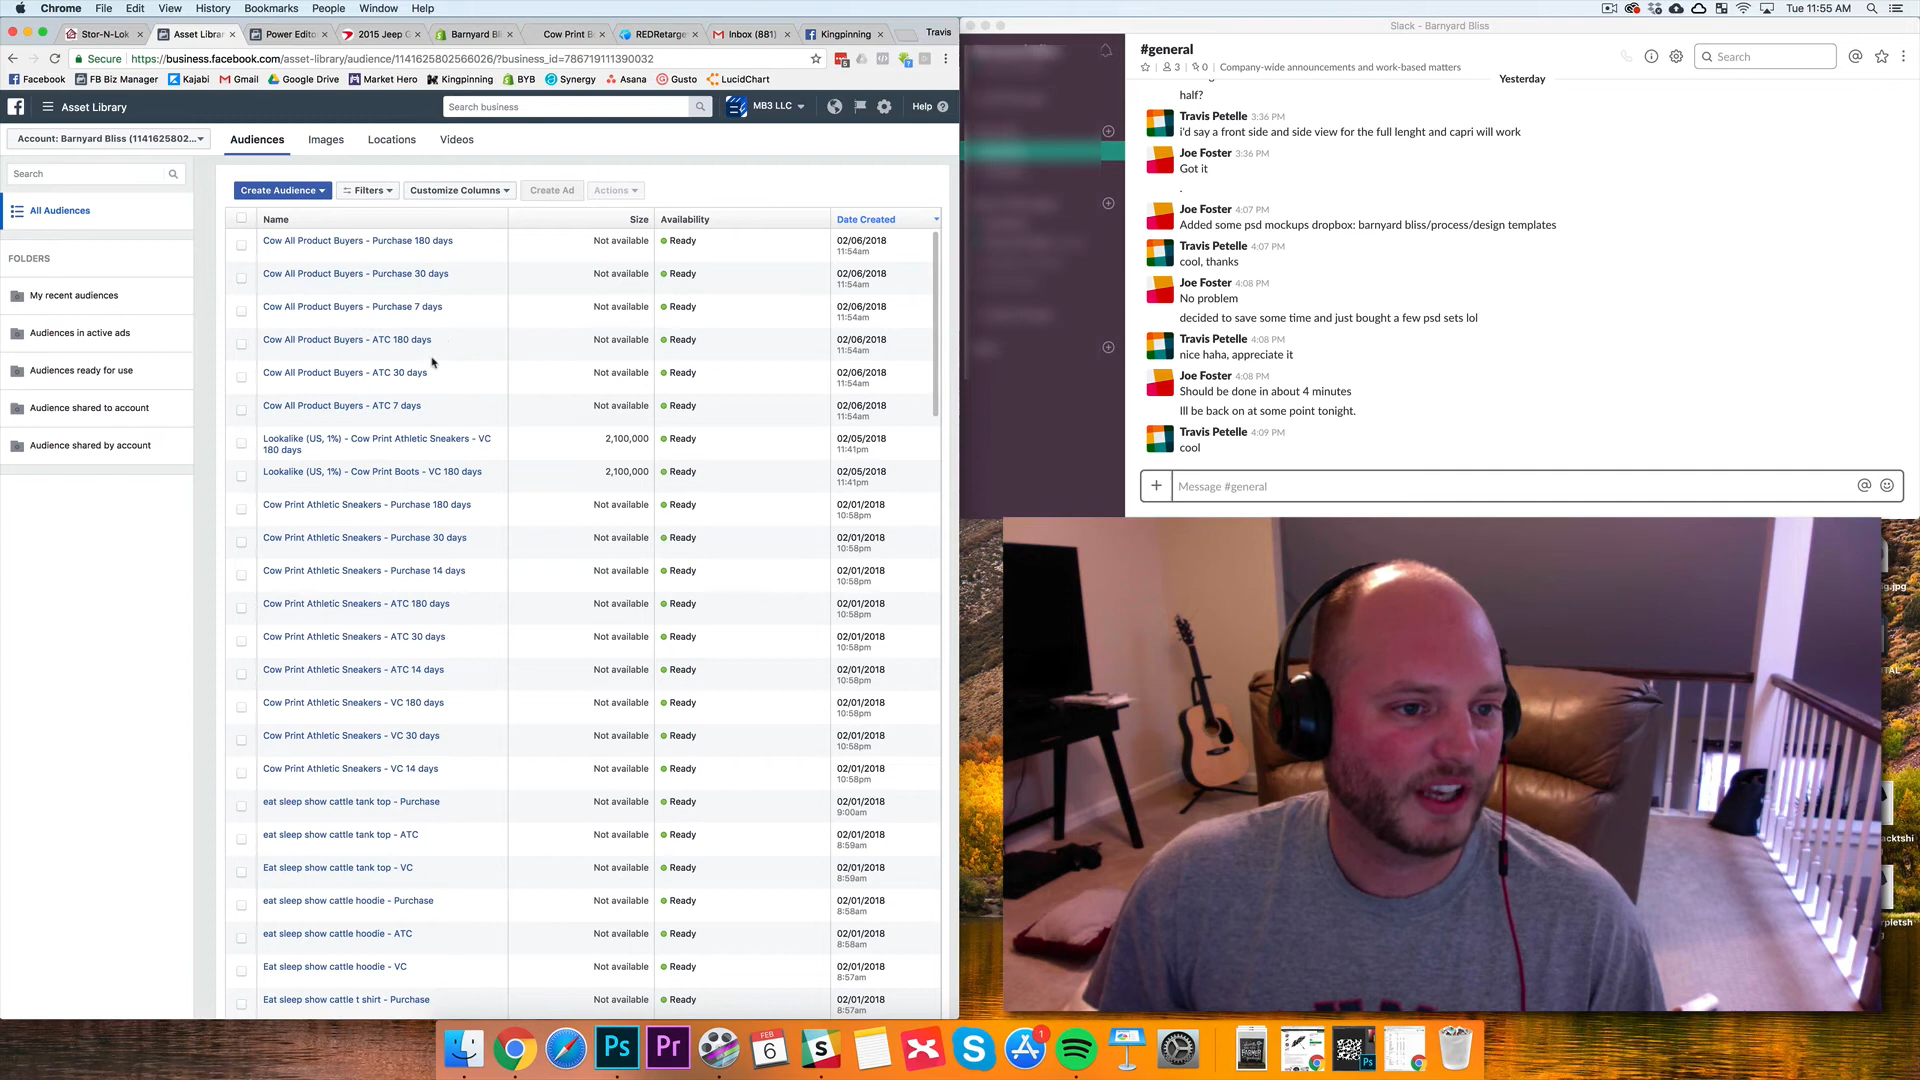 Chrome File Edit View History Bookmarks People Window Help
Tue 11:55 AM
Stor-N-Lok
Asset Libra
Power Edito
2015 Jeep G
Barnyard Bl
Cow Print B
REDRetarge
Inbox (881)
Kingpinning
Travis
Secure https://business.facebook.com/asset-library/audience/1141625802566026/?business_id=786719111390032
Facebook FB Biz Manager Kajabi Gmail Google Drive Market Hero Kingpinning BYB Synergy Asana Gusto LucidChart
Asset Library
Search business
MB3 LLC
Help
Account: Barnyard Bliss (1141625802...
Audiences Images Locations Videos
Search
All Audiences
FOLDERS
My recent audiences
Audiences in active ads
Audiences ready for use
Audience shared to account
Audience shared by account
Create Audience Filters Customize Columns Create Ad Actions
Name Size Availability Date Created
Cow All Product Buyers - Purchase 180 days Not available Ready 02/06/2018
11:54am
Cow All Product Buyers - Purchase 30 days Not available Ready 02/06/2018
11:54am
Cow All Product Buyers - Purchase 7 days Not available Ready 02/06/2018
11:54am
Cow All Product Buyers - ATC 180 days Not available Ready 02/06/2018
11:54am
Cow All Product Buyers - ATC 30 days Not available Ready 02/06/2018
11:54am
Cow All Product Buyers - ATC 7 days Not available Ready 02/06/2018
11:54am
Lookalike (US, 1%) - Cow Print Athletic Sneakers - VC 2,100,000 Ready 02/05/2018
180 days 11:41pm
Lookalike (US, 1%) - Cow Print Boots - VC 180 days 2,100,000 Ready 02/05/2018
11:41pm
Cow Print Athletic Sneakers - Purchase 180 days Not available Ready 02/01/2018
10:58pm
Cow Print Athletic Sneakers - Purchase 30 days Not available Ready 02/01/2018
10:58pm
Cow Print Athletic Sneakers - Purchase 14 days Not available Ready 02/01/2018
10:58pm
Cow Print Athletic Sneakers - ATC 180 days Not available Ready 02/01/2018
10:58pm
Cow Print Athletic Sneakers - ATC 30 days Not available Ready 02/01/2018
10:58pm
Cow Print Athletic Sneakers - ATC 14 days Not available Ready 02/01/2018
10:58pm
Cow Print Athletic Sneakers - VC 180 days Not available Ready 02/01/2018
10:58pm
Cow Print Athletic Sneakers - VC 30 days Not available Ready 02/01/2018
10:58pm
Cow Print Athletic Sneakers - VC 14 days Not available Ready 02/01/2018
10:58pm
eat sleep show cattle tank top - Purchase Not available Ready 02/01/2018
9:00am
eat sleep show cattle tank top - ATC Not available Ready 02/01/2018
8:59am
Eat sleep show cattle tank top - VC Not available Ready 02/01/2018
8:59am
eat sleep show cattle hoodie - Purchase Not available Ready 02/01/2018
8:58am
eat sleep show cattle hoodie - ATC Not available Ready 02/01/2018
8:58am
Eat sleep show cattle hoodie - VC Not available Ready 02/01/2018
8:57am
Eat sleep show cattle t shirt - Purchase Not available Ready 02/01/2018
8:57am
Slack - Barnyard Bliss
#general
3 0 Company-wide announcements and work-based matters
Search
Yesterday
half?
Travis Petelle 3:36 PM
i'd say a front side and side view for the full lenght and capri will work
Joe Foster 3:36 PM
Got it
.
Joe Foster 4:07 PM
Added some psd mockups dropbox: barnyard bliss/process/design templates
Travis Petelle 4:07 PM
cool, thanks
Joe Foster 4:08 PM
No problem
decided to save some time and just bought a few psd sets lol
Travis Petelle 4:08 PM
nice haha, appreciate it
Joe Foster 4:08 PM
Should be done in about 4 minutes
Ill be back on at some point tonight.
Travis Petelle 4:09 PM
cool
Message #general
Ps Pr
FEB
6
1